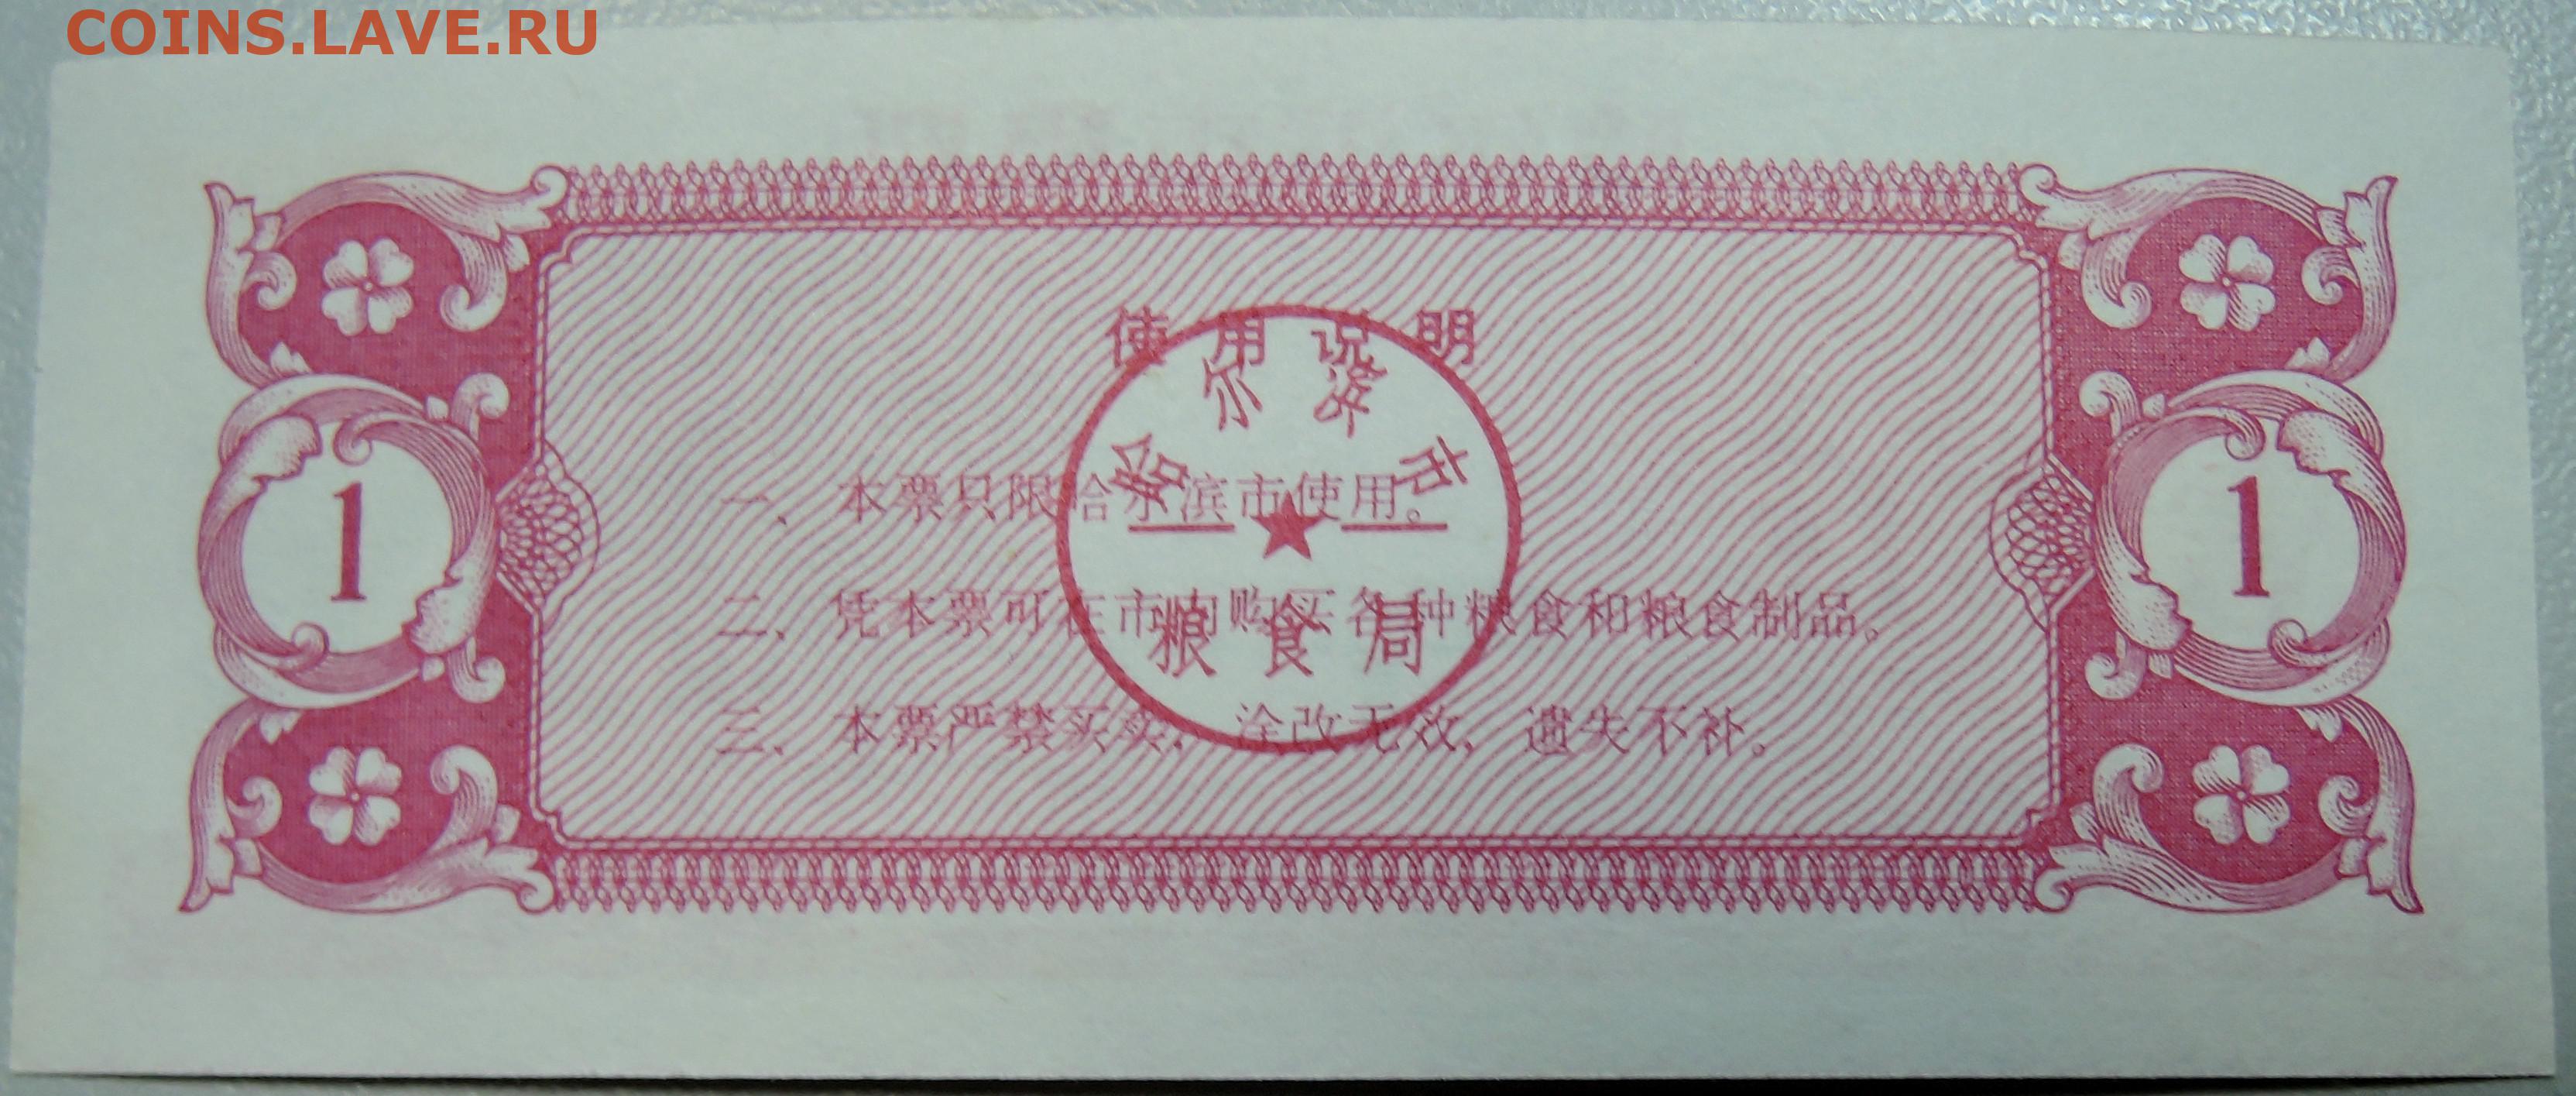 COINS.LAVE.RU
使用说明
一、本票只限哈尔滨市使用。
二、凭本票可在市内购买各种粮食和粮食制品。
三、本票严禁买卖，涂改无效，遗失不补。
哈尔滨市
粮食局
1
1